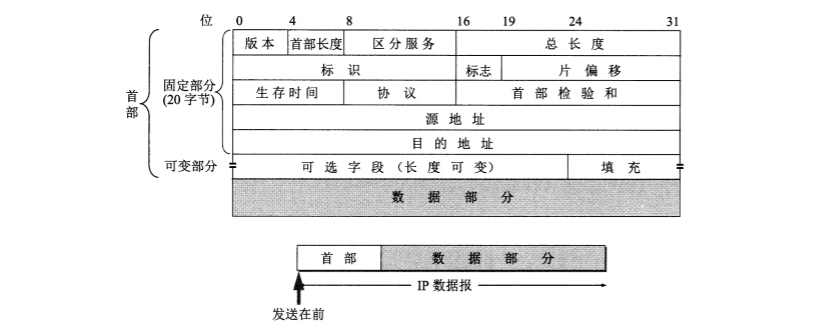 位 0 4 8 16 19 24 31
版本 首部长度 区分服务 总长度
标识 标志 片偏移
首部 固定部分 (20字节) 生存时间 协议 首部检验和
源地址
目的地址
可变部分 可选字段(长度可变) 填充
数据部分
首部 数据部分
IP数据报
发送在前